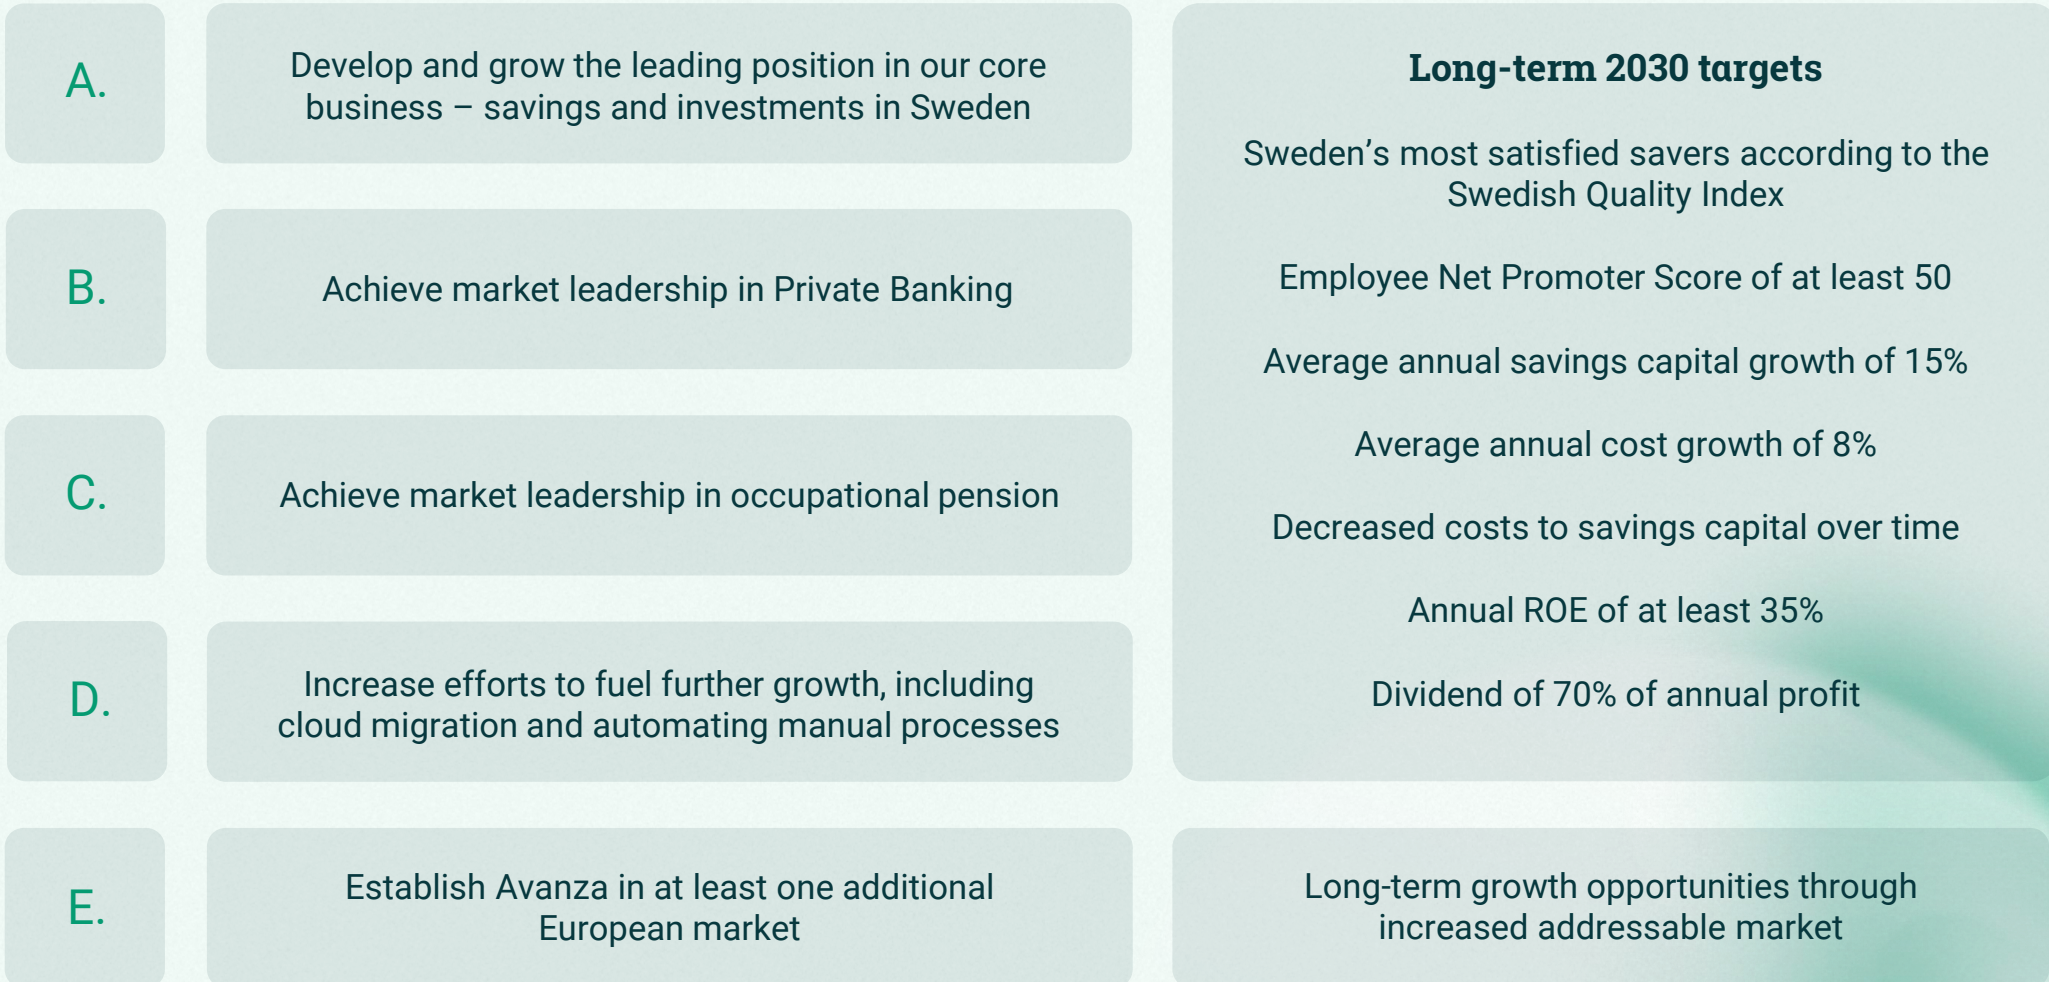 A.
Develop and grow the leading position in our core
business – savings and investments in Sweden
B.
Achieve market leadership in Private Banking
C.
Achieve market leadership in occupational pension
D.
Increase efforts to fuel further growth, including
cloud migration and automating manual processes
E.
Establish Avanza in at least one additional
European market
Long-term 2030 targets
Sweden’s most satisfied savers according to the
Swedish Quality Index
Employee Net Promoter Score of at least 50
Average annual savings capital growth of 15%
Average annual cost growth of 8%
Decreased costs to savings capital over time
Annual ROE of at least 35%
Dividend of 70% of annual profit
Long-term growth opportunities through
increased addressable market